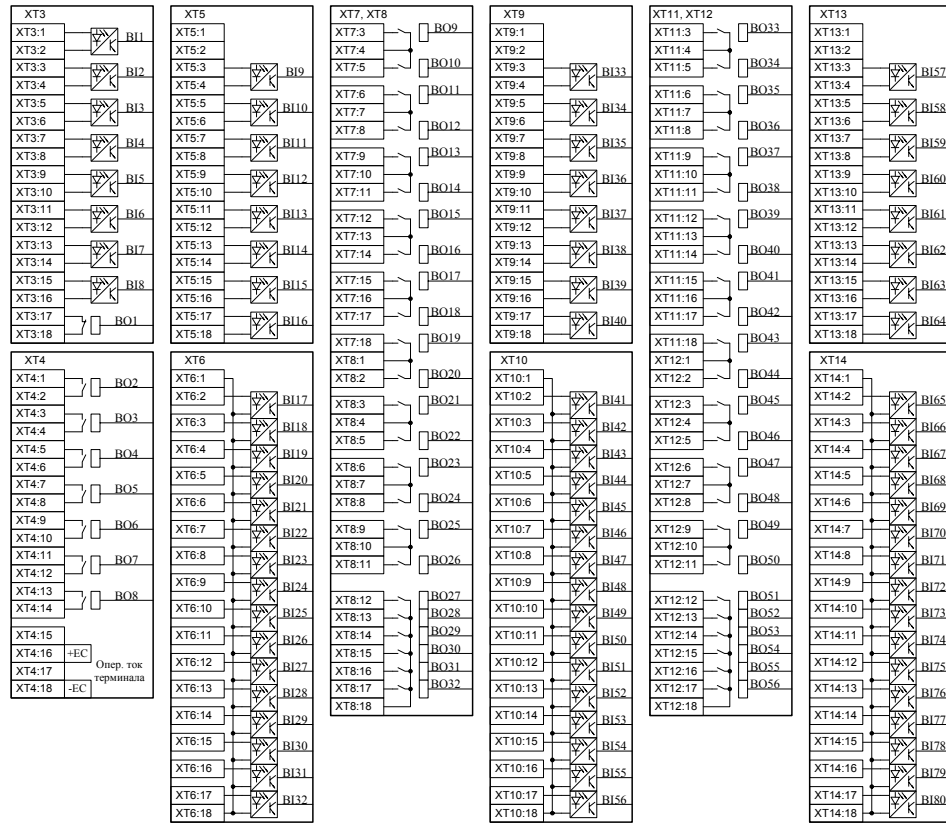 XT3
XT3:1
XT3:2
BI1
XT3:3
XT3:4
BI2
XT3:5
XT3:6
BI3
XT3:7
XT3:8
BI4
XT3:9
XT3:10
BI5
XT3:11
XT3:12
BI6
XT3:13
XT3:14
BI7
XT3:15
XT3:16
BI8
XT3:17
XT3:18
BO1
XT4
XT4:1
XT4:2
BO2
XT4:3
XT4:4
BO3
XT4:5
XT4:6
BO4
XT4:7
XT4:8
BO5
XT4:9
XT4:10
BO6
XT4:11
XT4:12
BO7
XT4:13
XT4:14
BO8
XT4:15
XT4:16 +EC
XT4:17
XT4:18 -EC
Опер. ток
терминала
XT5
XT5:1
XT5:2
XT5:3
XT5:4
BI9
XT5:5
XT5:6
BI10
XT5:7
XT5:8
BI11
XT5:9
XT5:10
BI12
XT5:11
XT5:12
BI13
XT5:13
XT5:14
BI14
XT5:15
XT5:16
BI15
XT5:17
XT5:18
BI16
XT6
XT6:1
XT6:2
BI17
XT6:3
BI18
XT6:4
BI19
XT6:5
BI20
XT6:6
BI21
XT6:7
BI22
XT6:8
BI23
XT6:9
BI24
XT6:10
BI25
XT6:11
BI26
XT6:12
BI27
XT6:13
BI28
XT6:14
BI29
XT6:15
BI30
XT6:16
BI31
XT6:17
BI32
XT6:18
XT7, XT8
XT7:3
BO9
XT7:4
XT7:5
BO10
XT7:6
BO11
XT7:7
XT7:8
BO12
XT7:9
BO13
XT7:10
XT7:11
BO14
XT7:12
BO15
XT7:13
XT7:14
BO16
XT7:15
BO17
XT7:16
XT7:17
BO18
XT7:18
BO19
XT8:1
XT8:2
BO20
XT8:3
BO21
XT8:4
XT8:5
BO22
XT8:6
BO23
XT8:7
XT8:8
BO24
XT8:9
BO25
XT8:10
XT8:11
BO26
XT8:12
BO27
XT8:13
BO28
XT8:14
BO29
XT8:15
BO30
XT8:16
BO31
XT8:17
BO32
XT8:18
XT9
XT9:1
XT9:2
XT9:3
XT9:4
BI33
XT9:5
XT9:6
BI34
XT9:7
XT9:8
BI35
XT9:9
XT9:10
BI36
XT9:11
XT9:12
BI37
XT9:13
XT9:14
BI38
XT9:15
XT9:16
BI39
XT9:17
XT9:18
BI40
XT10
XT10:1
XT10:2
BI41
XT10:3
BI42
XT10:4
BI43
XT10:5
BI44
XT10:6
BI45
XT10:7
BI46
XT10:8
BI47
XT10:9
BI48
XT10:10
BI49
XT10:11
BI50
XT10:12
BI51
XT10:13
BI52
XT10:14
BI53
XT10:15
BI54
XT10:16
BI55
XT10:17
BI56
XT10:18
XT11, XT12
XT11:3
BO33
XT11:4
XT11:5
BO34
XT11:6
BO35
XT11:7
XT11:8
BO36
XT11:9
BO37
XT11:10
XT11:11
BO38
XT11:12
BO39
XT11:13
XT11:14
BO40
XT11:15
BO41
XT11:16
XT11:17
BO42
XT11:18
BO43
XT12:1
XT12:2
BO44
XT12:3
BO45
XT12:4
XT12:5
BO46
XT12:6
BO47
XT12:7
XT12:8
BO48
XT12:9
BO49
XT12:10
XT12:11
BO50
XT12:12
BO51
XT12:13
BO52
XT12:14
BO53
XT12:15
BO54
XT12:16
BO55
XT12:17
BO56
XT12:18
XT13
XT13:1
XT13:2
XT13:3
XT13:4
BI57
XT13:5
XT13:6
BI58
XT13:7
XT13:8
BI59
XT13:9
XT13:10
BI60
XT13:11
XT13:12
BI61
XT13:13
XT13:14
BI62
XT13:15
XT13:16
BI63
XT13:17
XT13:18
BI64
XT14
XT14:1
XT14:2
BI65
XT14:3
BI66
XT14:4
BI67
XT14:5
BI68
XT14:6
BI69
XT14:7
BI70
XT14:8
BI71
XT14:9
BI72
XT14:10
BI73
XT14:11
BI74
XT14:12
BI75
XT14:13
BI76
XT14:14
BI77
XT14:15
BI78
XT14:16
BI79
XT14:17
BI80
XT14:18